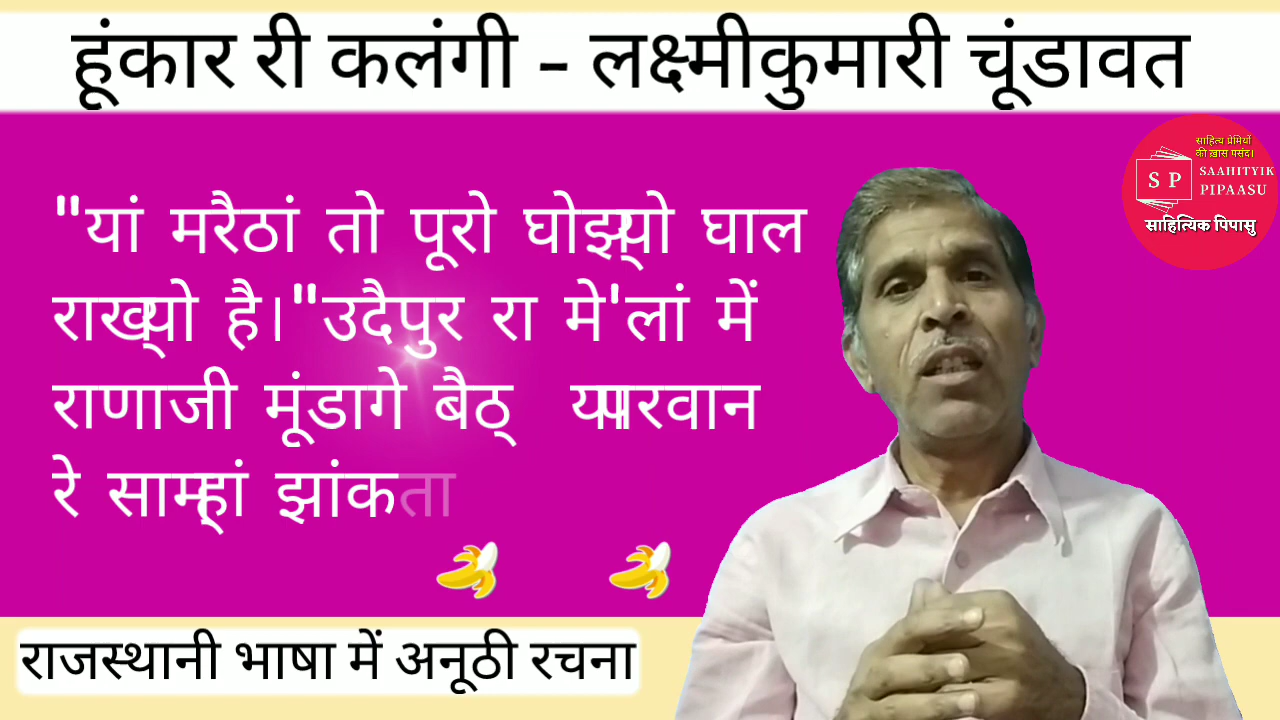 हूंकार री कलंगी - लक्ष्मीकुमारी चूंडावत
साहित्य प्रेमियों
की ख़ास पसंद।
S P
SAAHITYIK
PIPAASU
साहित्यिक पिपासु
"यां मरैठां तो पूरो घोझ्यो घाल
राख्यो है।"उदैपुर रा मे'लां में
राणाजी मूंडागे बैठ्
रे साम्हां झांकता
राजस्थानी भाषा में अनूठी रचना